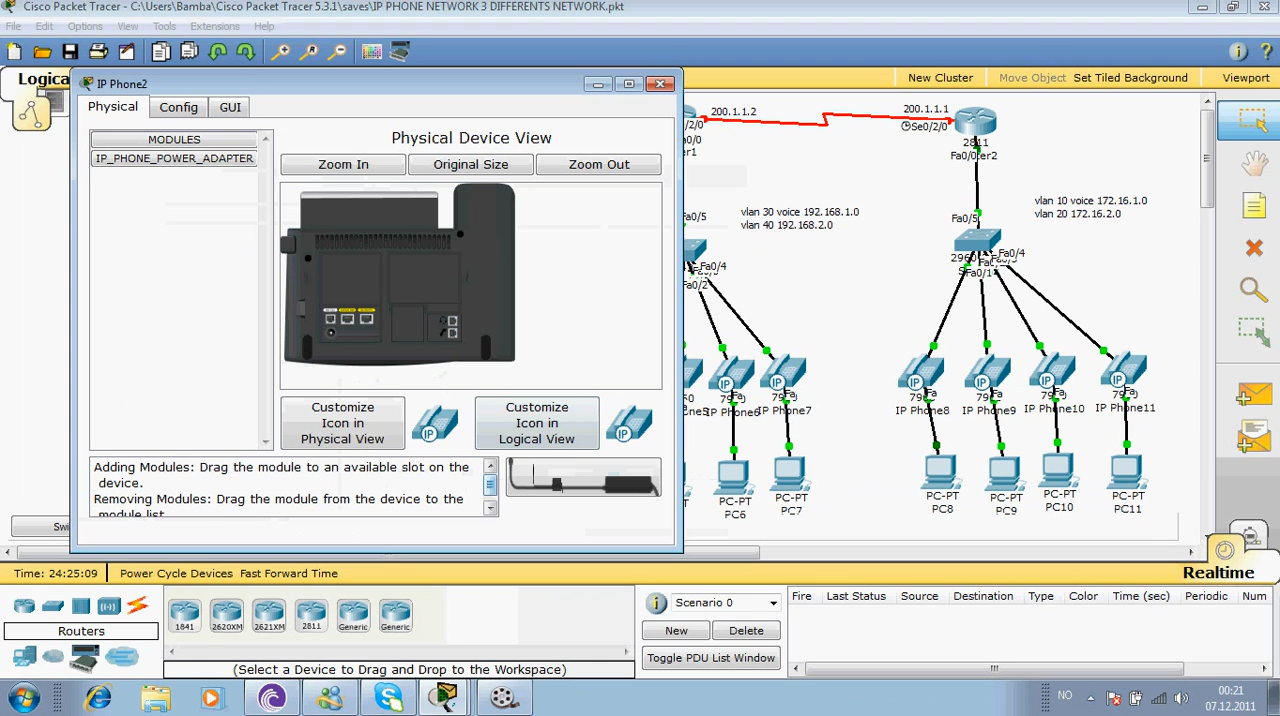 Cisco Packet Tracer - C:\Users\Bamba\Cisco Packet Tracer 5.3.1\saves\IP PHONE NETWORK 3 DIFFERENTS NETWORK.pkt
File Edit Options View Tools Extensions Help
Logical
New Cluster Move Object Set Tiled Background Viewport
IP Phone2
Physical Config GUI
MODULES
IP_PHONE_POWER_ADAPTER
Physical Device View
Zoom In Original Size Zoom Out
Customize
Icon in
Physical View
Customize
Icon in
Logical View
Adding Modules: Drag the module to an available slot on the
device.
Removing Modules: Drag the module from the device to the
module list.
200.1.1.2
200.1.1.1
Se0/2/0
2811
Fa0/0
vlan 30 voice 192.168.1.0
vlan 40 192.168.2.0
vlan 10 voice 172.16.1.0
vlan 20 172.16.2.0
Fa0/5
Fa0/4
Fa0/2
Fa0/5
Fa0/4
Fa0/1
IP Phone7
IP Phone8
IP Phone9
IP Phone10
IP Phone11
PC-PT
PC6
PC-PT
PC7
PC-PT
PC8
PC-PT
PC9
PC-PT
PC10
PC-PT
PC11
Time: 24:25:09 Power Cycle Devices Fast Forward Time
Realtime
Routers
1841 2620XM 2621XM 2811 Generic Generic
(Select a Device to Drag and Drop to the Workspace)
Scenario 0
New Delete
Toggle PDU List Window
Fire Last Status Source Destination Type Color Time (sec) Periodic Num
NO
00:21
07.12.2011